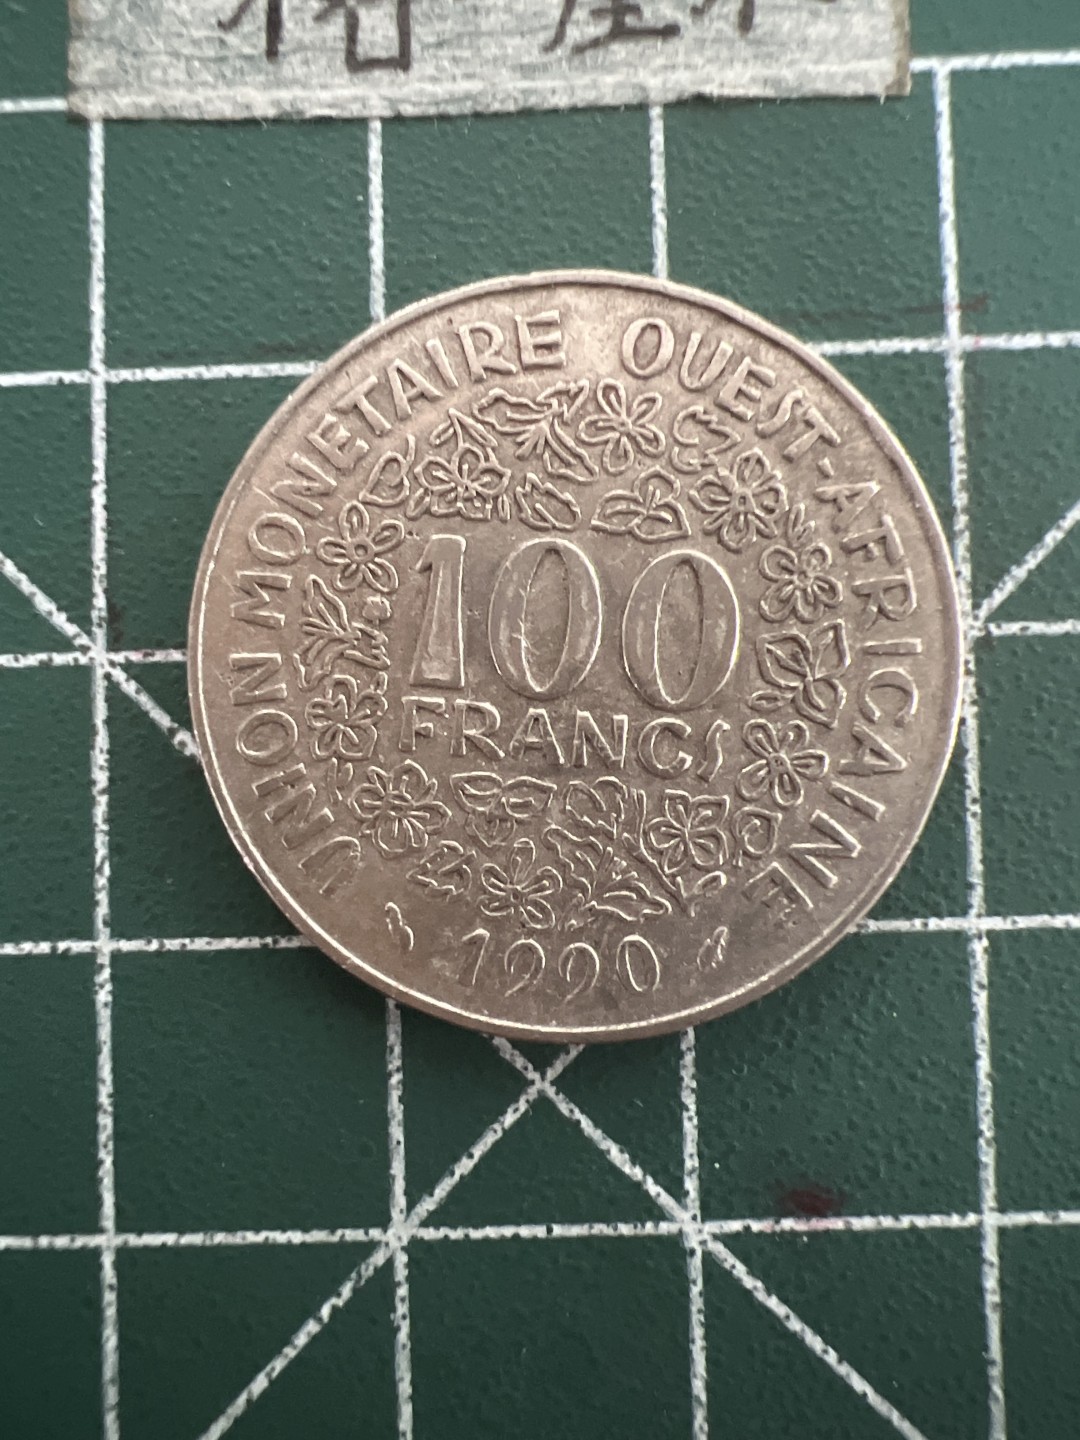 UNION MONETAIRE OUEST-AFRICAINE
100
FRANCS
1990